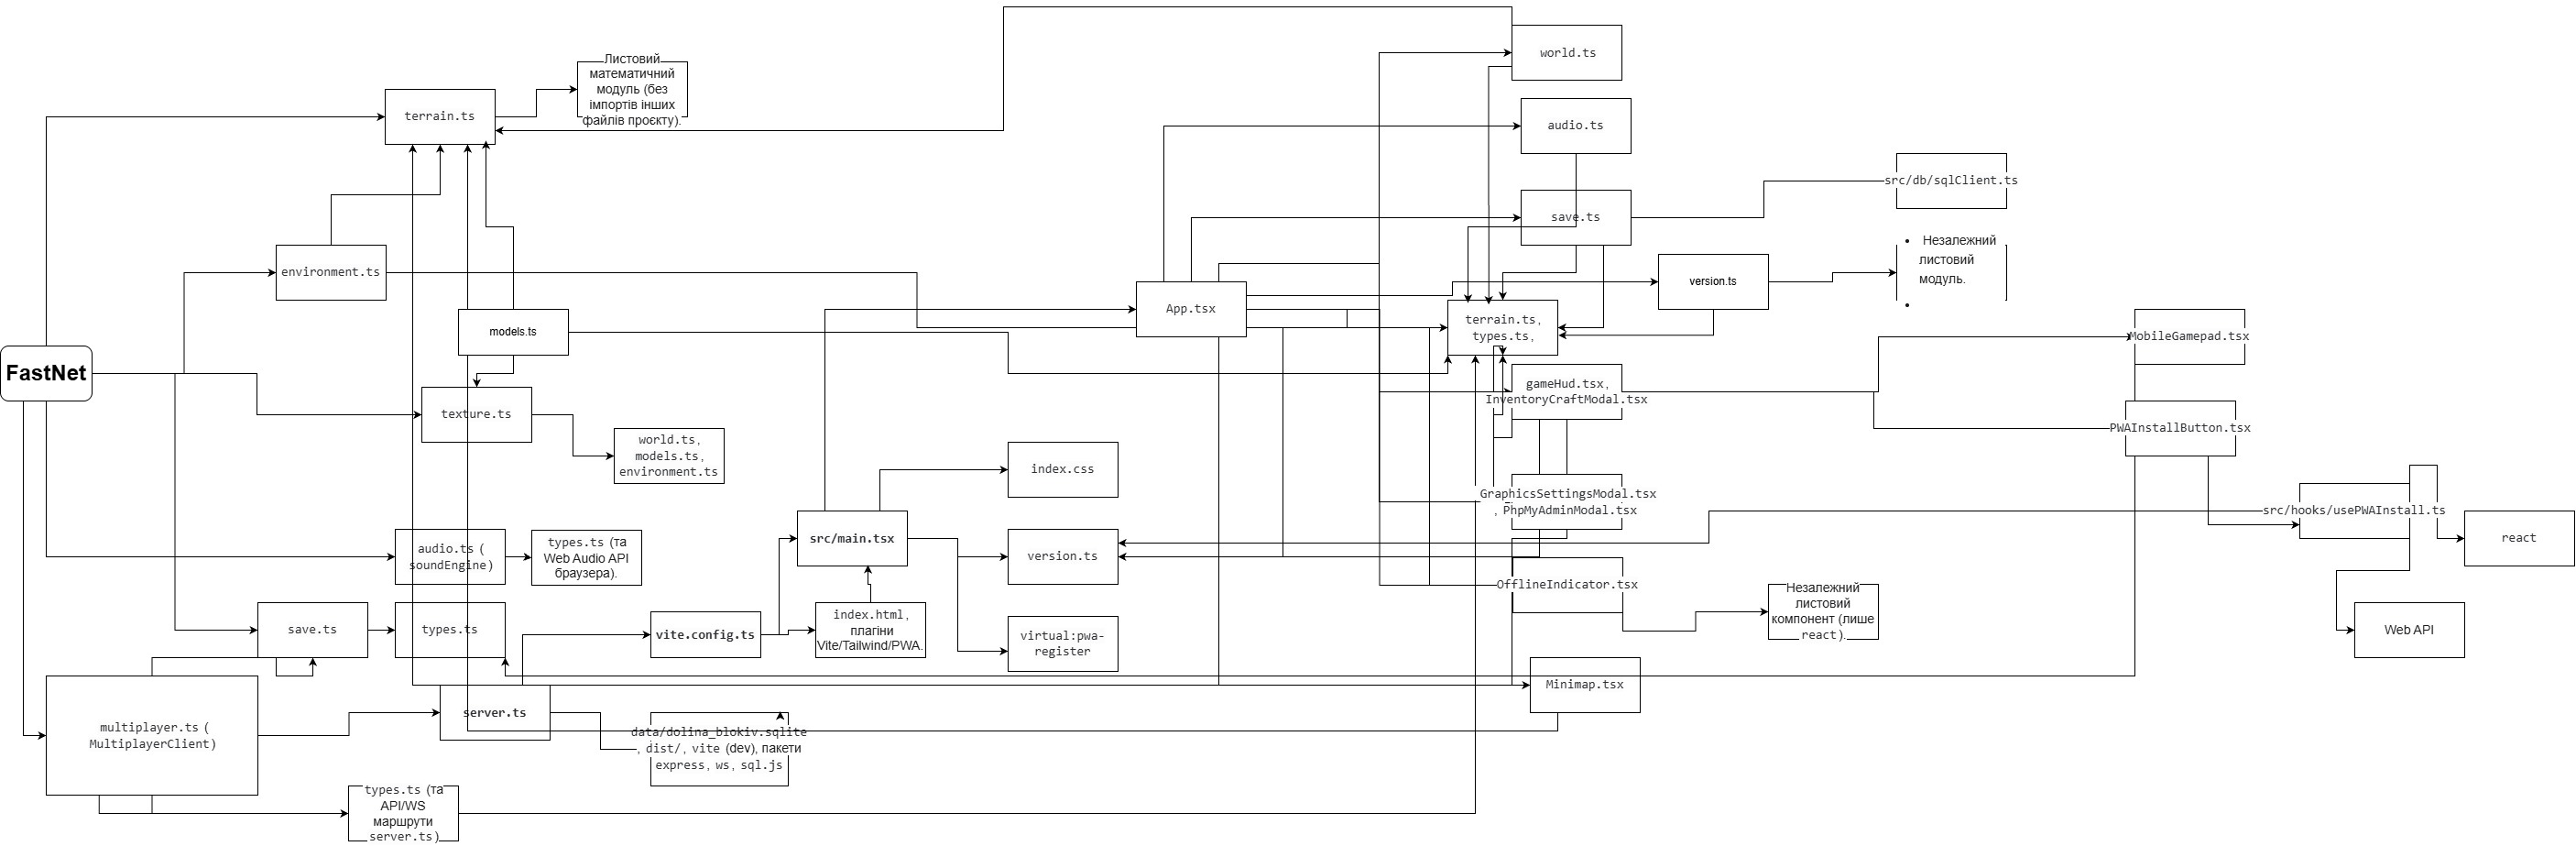 world.ts
Листовий
математичний
модуль (без
імпортів інших
файлів проєкту).
terrain.ts
audio.ts
src/db/sqlClient.ts
save.ts
• Незалежний
листовий
модуль.
•
environment.ts
version.ts
App.tsx
terrain.ts,
types.ts,
models.ts
MobileGamepad.tsx
FastNet
gameHud.tsx,
InventoryCraftModal.tsx
texture.ts
PWAInstallButton.tsx
world.ts,
models.ts,
environment.ts
index.css
GraphicsSettingsModal.tsx
, PhpMyAdminModal.tsx
src/hooks/usePWAInstall.ts
react
src/main.tsx
audio.ts (
soundEngine)
types.ts (та
Web Audio API
браузера).
version.ts
OfflineIndicator.tsx
Незалежний
листовий
компонент (лише
react).
save.ts
types.ts
vite.config.ts
index.html,
плагіни
Vite/Tailwind/PWA.
virtual:pwa-
register
Web API
Minimap.tsx
multiplayer.ts (
MultiplayerClient)
server.ts
data/dolina_blokiv.sqlite
, dist/, vite (dev), пакети
express, ws, sql.js
types.ts (та
API/WS
маршрути
server.ts)